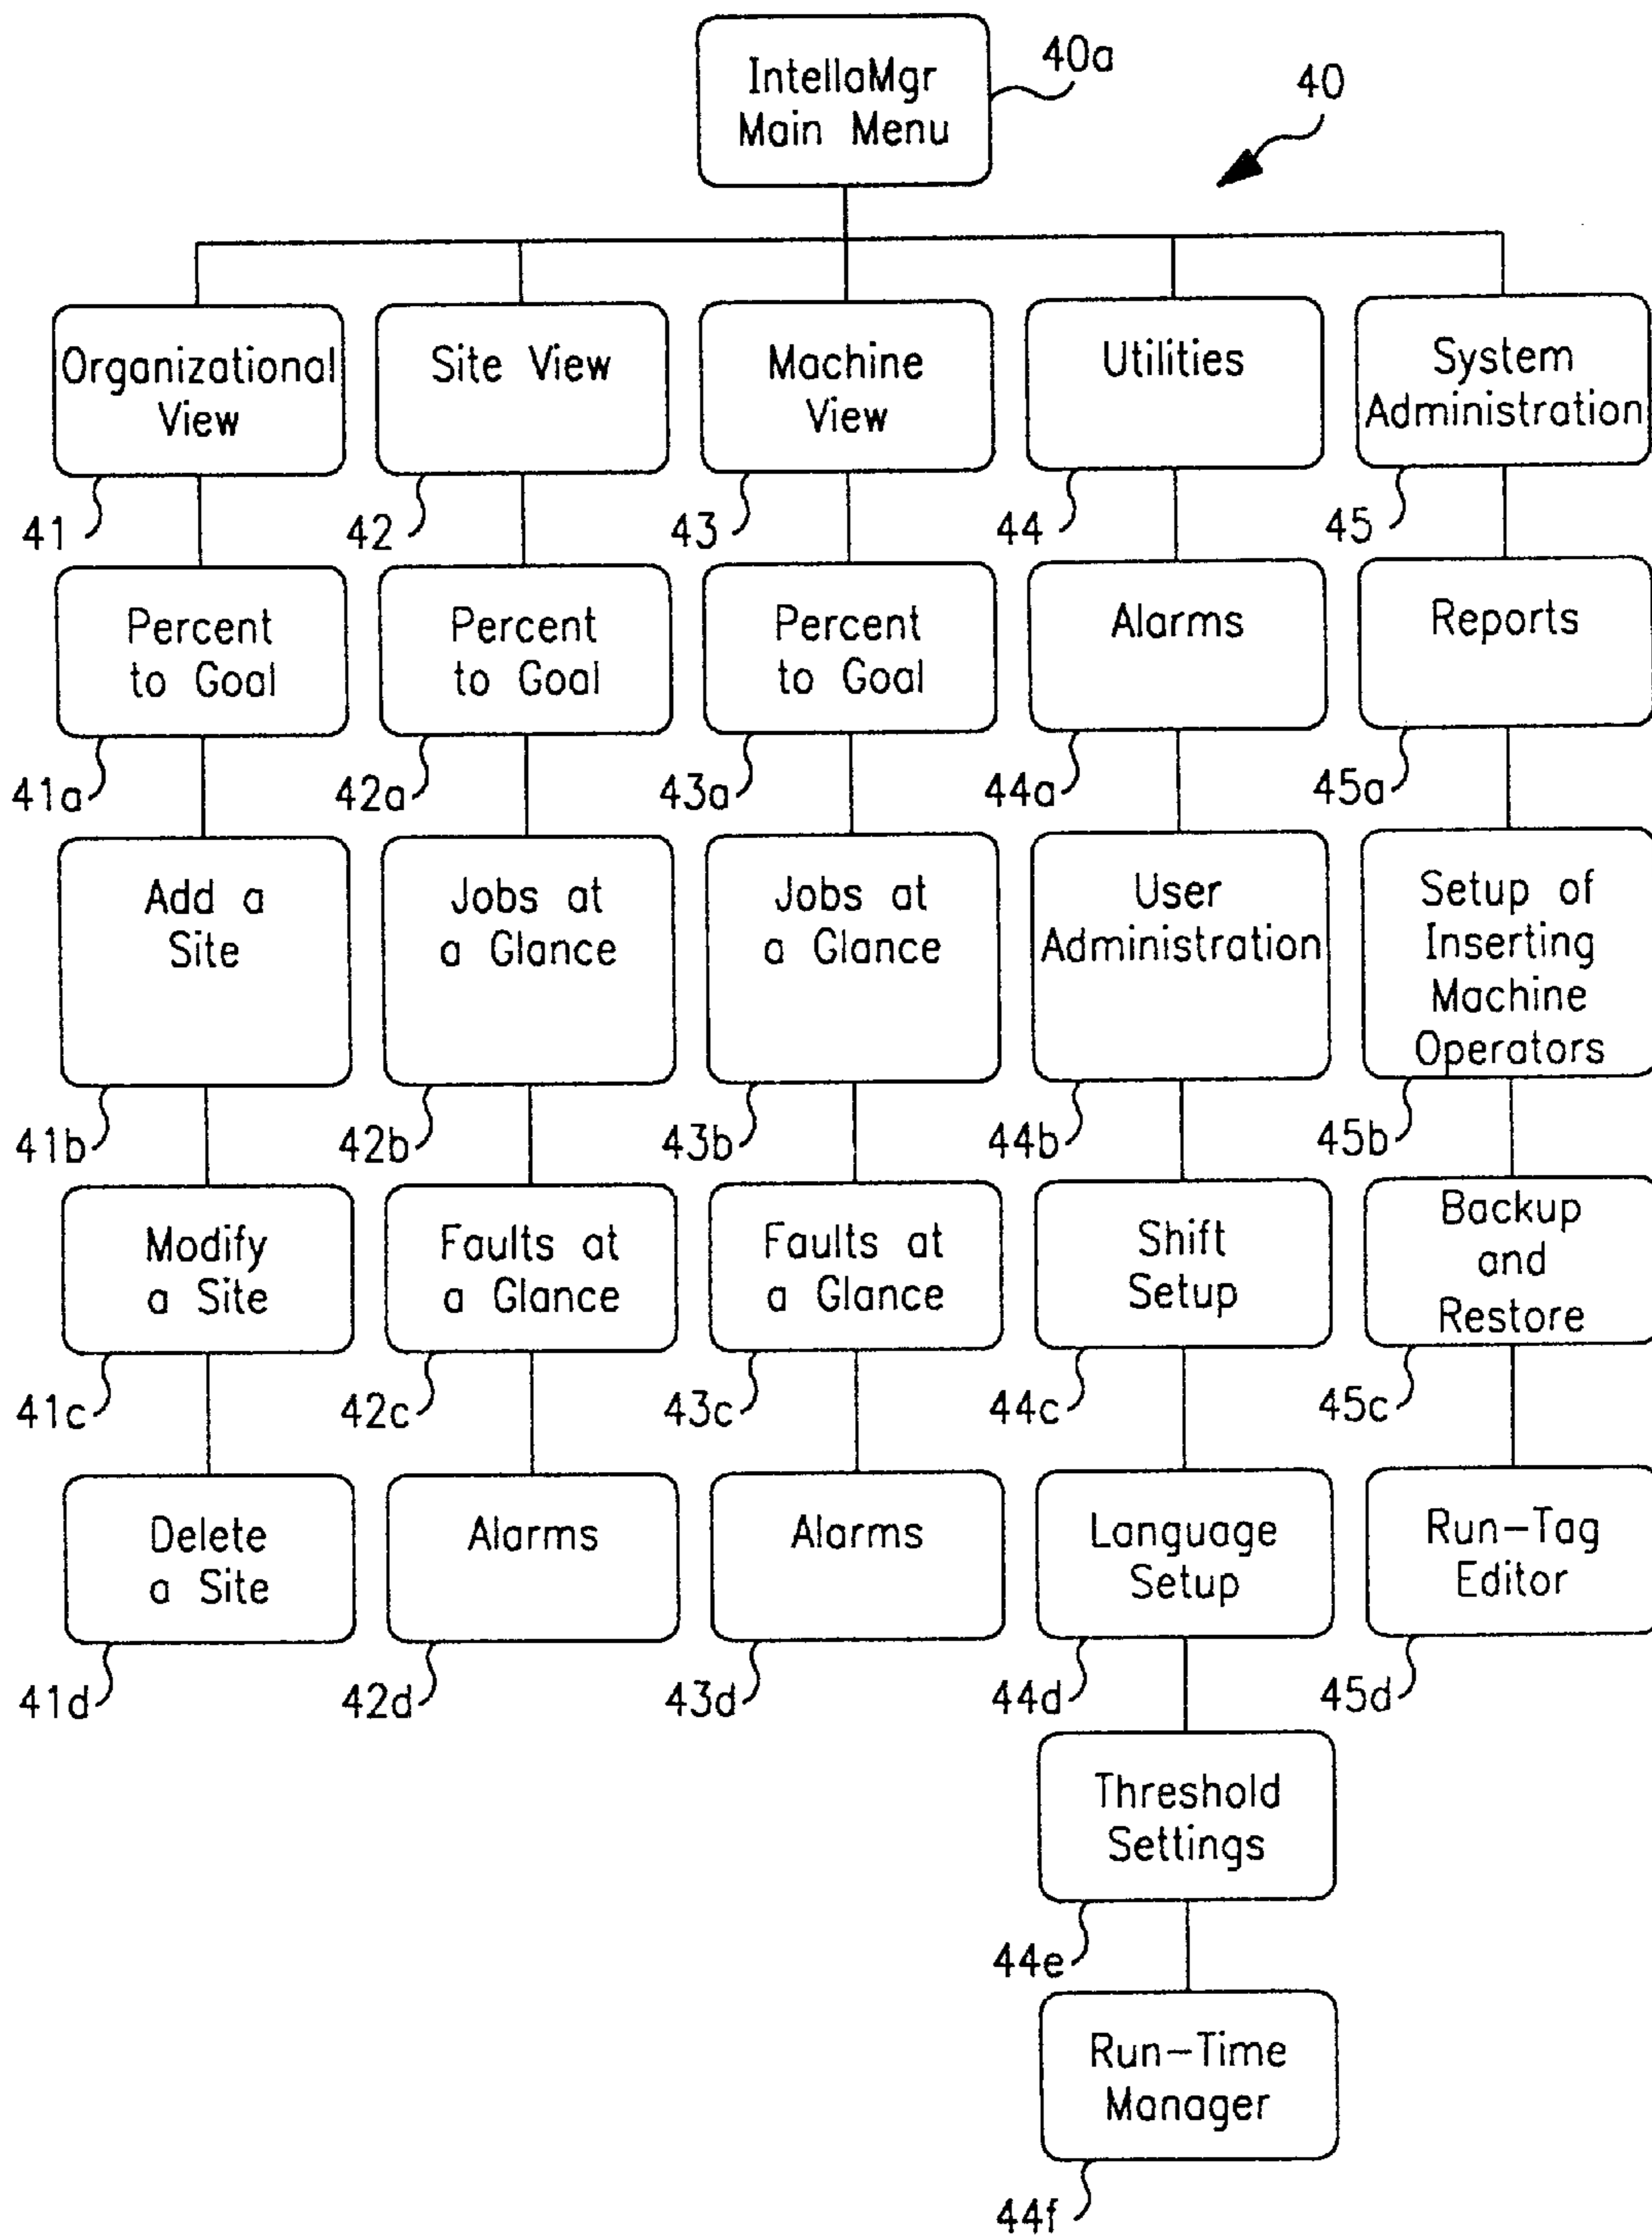 IntellaMgr
Main Menu
40a
40
Organizational
View
Site View
Machine
View
Utilities
System
Administration
41
42
43
44
45
Percent
to Goal
Percent
to Goal
Percent
to Goal
Alarms
Reports
41a
42a
43a
44a
45a
Add a
Site
Jobs at
a Glance
Jobs at
a Glance
User
Administration
Setup of
Inserting
Machine
Operators
41b
42b
43b
44b
45b
Modify
a Site
Faults at
a Glance
Faults at
a Glance
Shift
Setup
Backup
and
Restore
41c
42c
43c
44c
45c
Delete
a Site
Alarms
Alarms
Language
Setup
Run-Tag
Editor
41d
42d
43d
44d
45d
Threshold
Settings
44e
Run-Time
Manager
44f